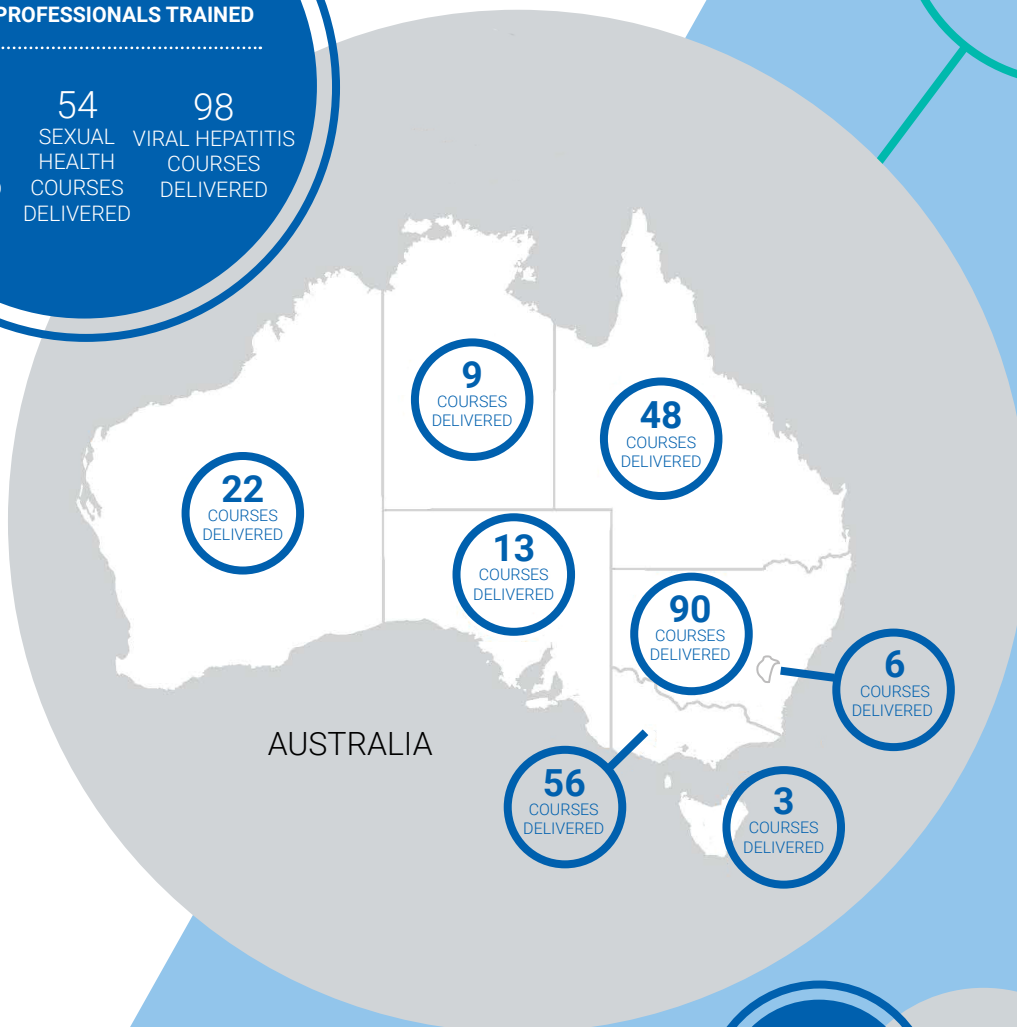 PROFESSIONALS TRAINED
54
SEXUAL
HEALTH
COURSES
DELIVERED
98
VIRAL HEPATITIS
COURSES
DELIVERED
9
COURSES
DELIVERED
48
COURSES
DELIVERED
22
COURSES
DELIVERED
13
COURSES
DELIVERED
90
COURSES
DELIVERED
6
COURSES
DELIVERED
AUSTRALIA
56
COURSES
DELIVERED
3
COURSES
DELIVERED